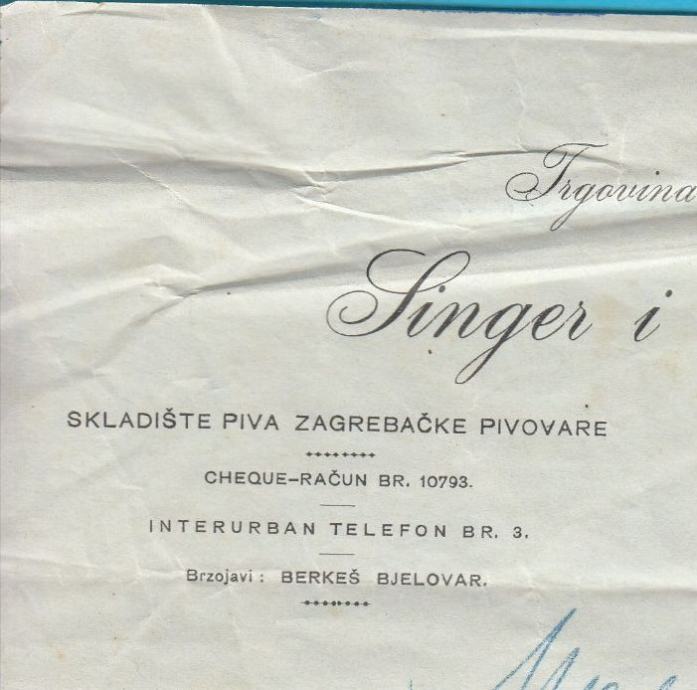 Trgovina
Singer i
SKLADIŠTE PIVA ZAGREBAČKE PIVOVARE
CHEQUE-RAČUN BR. 10793.
INTERURBAN TELEFON BR. 3.
Brzojavi: BERKEŠ BJELOVAR.